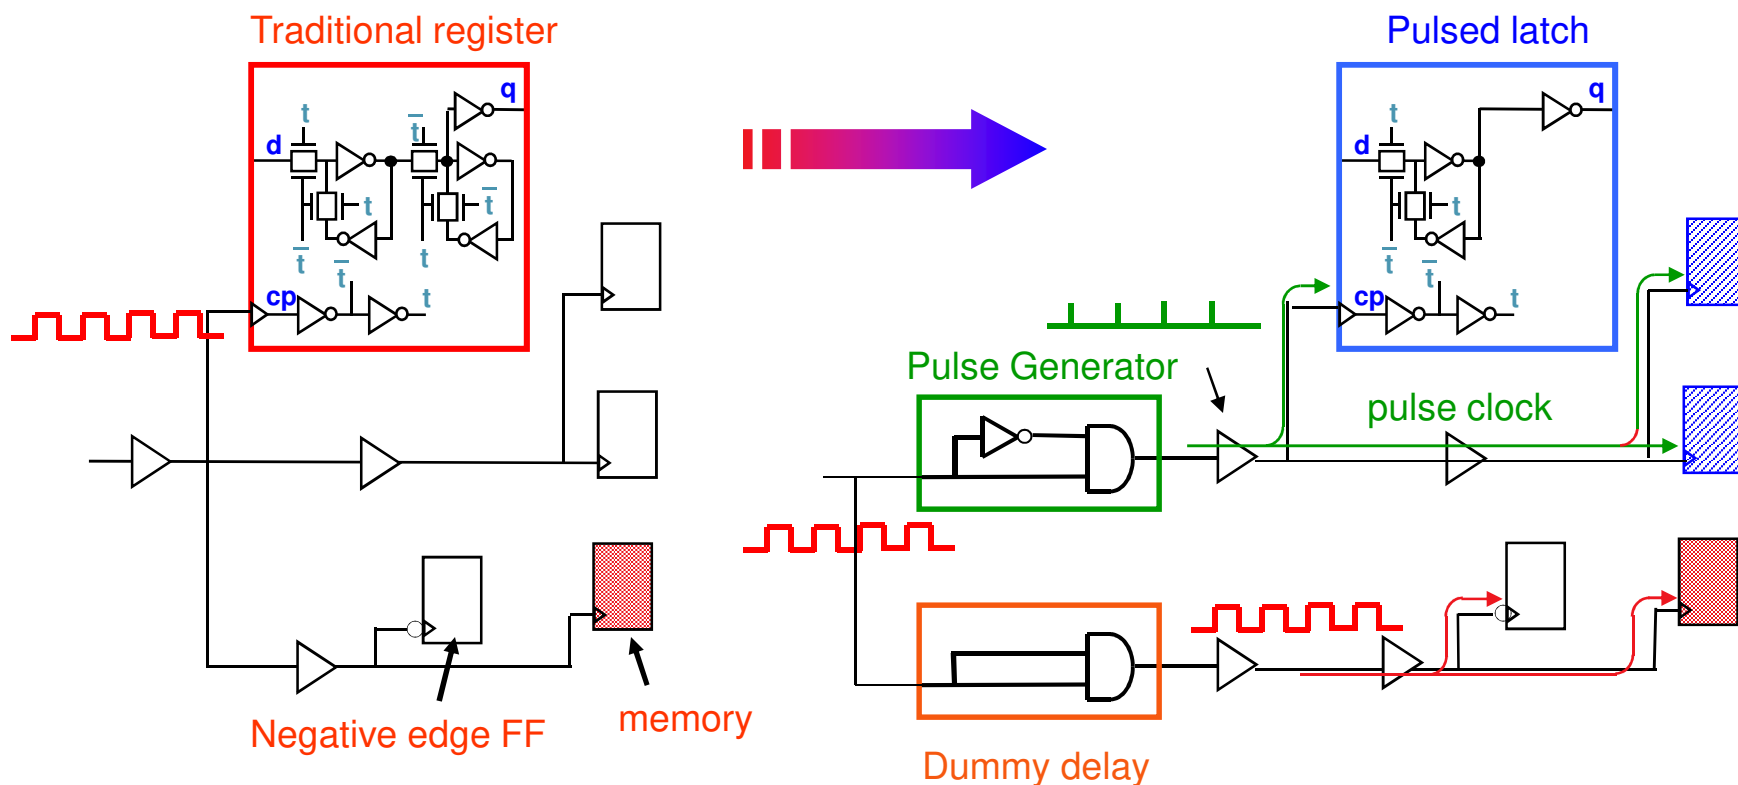 Traditional register
Pulsed latch
q
t
t̅
d
t
t̅
t̅
t
t̅
cp
t
q
t
d
t
t̅
t̅
cp
t
Pulse Generator
pulse clock
Negative edge FF
memory
Dummy delay